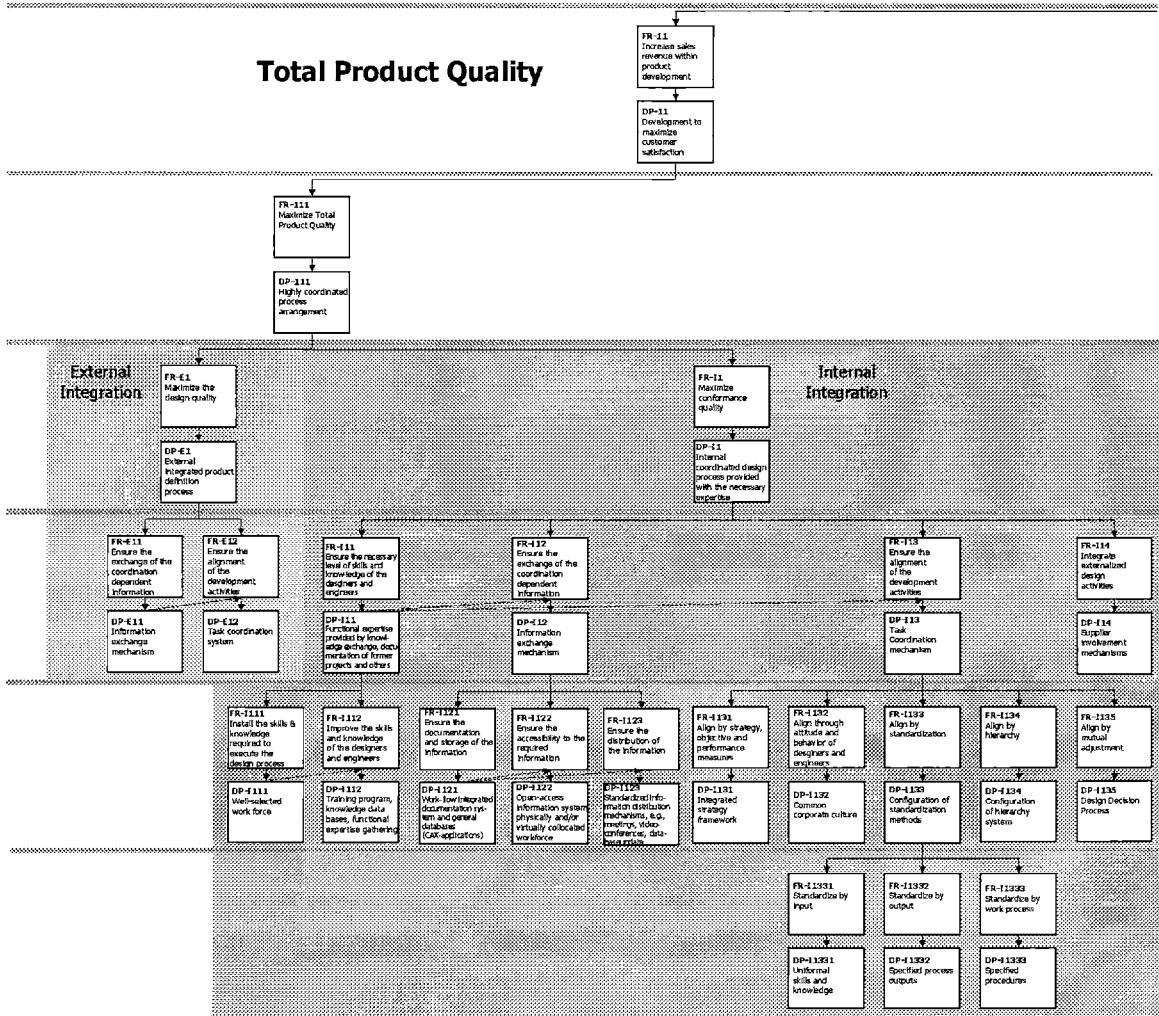 Total Product Quality
FR-11
Increase sales
revenue within
product
development
DP-11
Development to
maximize
customer
satisfaction
FR-111
Maximize Total
Product Quality
DP-111
Highly coordinated
process
arrangement
External
Integration
FR-E1
Maximize the
design quality
FR-I1
Maximize
conformance
quality
Internal
Integration
DP-E1
External
integrated product
definition
process
DP-I1
Internal
coordinated design
process provided
with the necessary
expertise
FR-E11
Ensure the
exchange of the
coordination
dependent
information
FR-E12
Ensure the
alignment
of the
development
activities
FR-I11
Ensure the necessary
level of skills and
knowledge of the
designers and
engineers
FR-I12
Ensure the
exchange of the
coordination
dependent
information
FR-I13
Ensure the
alignment
of the
development
activities
FR-I14
Integrate
externalized
design
activities
DP-E11
Information
exchange
mechanism
DP-E12
Task coordination
system
DP-I11
Functional expertise
provided by knowl-
edge exchange, docu
mentation of former
projects and others
DP-I12
Information
exchange
mechanism
DP-I13
Task
Coordination
mechanism
DP-I14
Supplier
involvement
mechanisms
FR-I111
Install the skills &
knowledge
required to
execute the
design process
FR-I112
Improve the skills
and knowledge
of the designers
and engineers
FR-I121
Ensure the
documentation
and storage of the
information
FR-I122
Ensure the
accessibility to the
required
information
FR-I123
Ensure the
distribution of
the information
FR-I131
Align by strategy,
objective and
performance
measures
FR-I132
Align through
attitude and
behavior of
designers and
engineers
FR-I133
Align by
standardization
FR-I134
Align by
hierarchy
FR-I135
Align by
mutual
adjustment
DP-I111
Well-selected
work force
DP-I112
Training program,
knowledge data
bases, functional
expertise gathering
DP-I121
Work-flow integrated
documentation sys-
tem and general
databases
(CAX-applications)
DP-I122
Open-access
information system,
physically and/or
virtually collocated
workforce
DP-I123
Standardized infor-
mation distribution
mechanisms, e.g.,
meetings, video-
conferences, data-
DP-I131
Integrated
strategy
framework
DP-I132
Common
corporate culture
DP-I133
Configuration of
standardization
methods
DP-I134
Configuration
of hierarchy
system
DP-I135
Design Decision
Process
FR-I1331
Standardize by
input
FR-I1332
Standardize by
output
FR-I1333
Standardize by
work process
DP-I1331
Uniformal
skills and
knowledge
DP-I1332
Specified process
outputs
DP-I1333
Specified
procedures